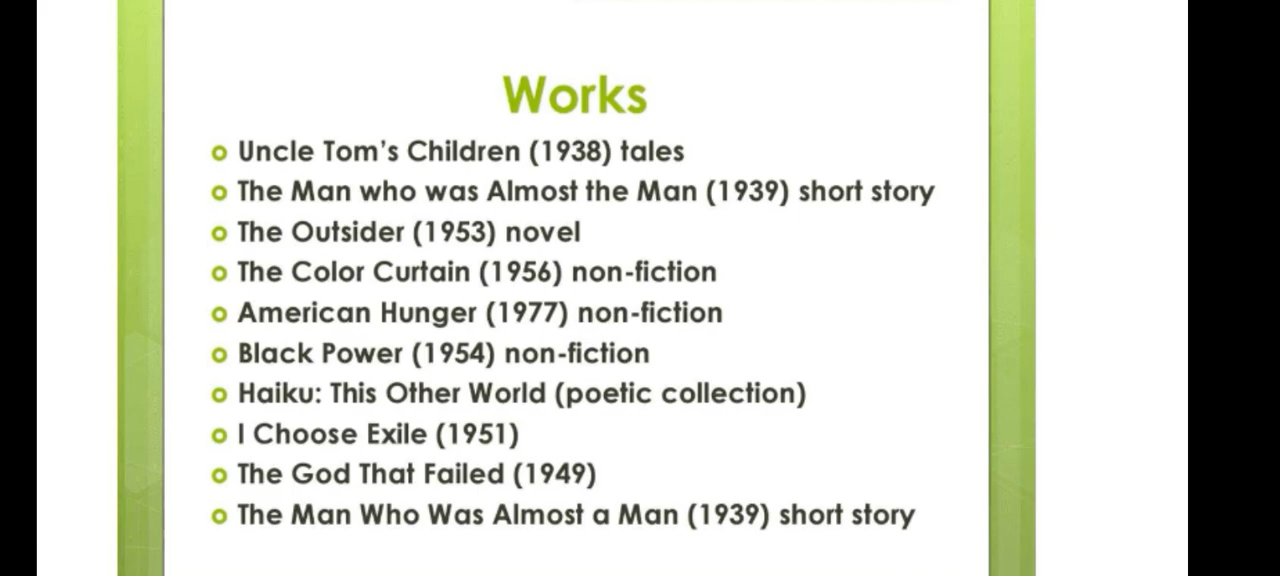 Works
Uncle Tom's Children (1938) tales
The Man who was Almost the Man (1939) short story
The Outsider (1953) novel
The Color Curtain (1956) non-fiction
American Hunger (1977) non-fiction
Black Power (1954) non-fiction
Haiku: This Other World (poetic collection)
I Choose Exile (1951)
The God That Failed (1949)
The Man Who Was Almost a Man (1939) short story